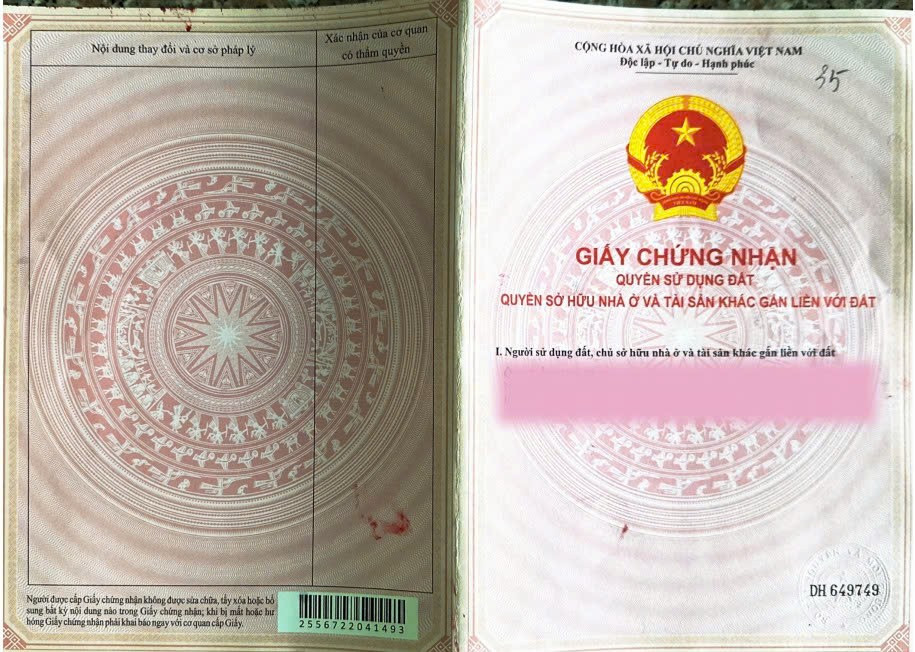 Nội dung thay đổi và cơ sở pháp lý
Xác nhận của cơ quan
có thẩm quyền
Người được cấp Giấy chứng nhận không được sửa chữa, tẩy xóa hoặc bổ
sung bất kỳ nội dung nào trong Giấy chứng nhận; khi bị mất hoặc hư
hỏng Giấy chứng nhận phải khai báo ngay với cơ quan cấp Giấy.
2556722041493
CỘNG HÒA XÃ HỘI CHỦ NGHĨA VIỆT NAM
Độc lập - Tự do - Hạnh phúc
35
VIỆT NAM
GIẤY CHỨNG NHẬN
QUYỀN SỬ DỤNG ĐẤT
QUYỀN SỞ HỮU NHÀ Ở VÀ TÀI SẢN KHÁC GẮN LIỀN VỚI ĐẤT
I. Người sử dụng đất, chủ sở hữu nhà ở và tài sản khác gắn liền với đất
DH 649749